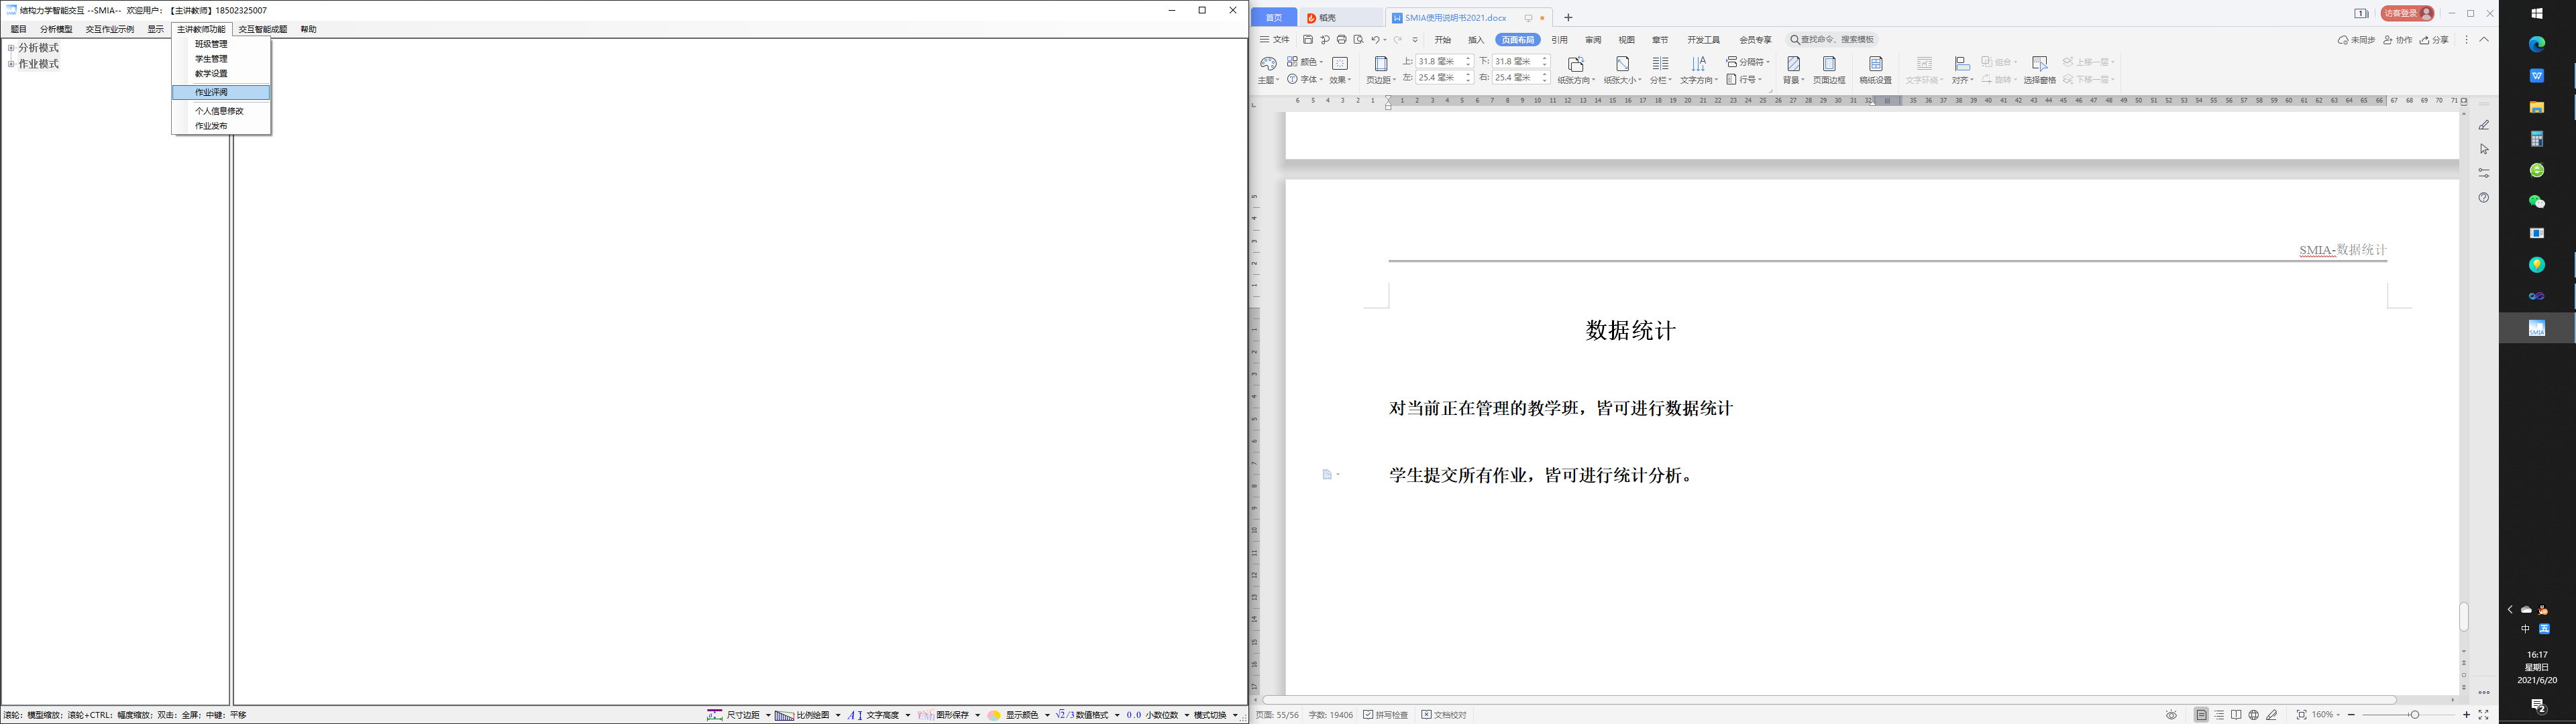 结构力学智能交互 --SMIA-- 欢迎用户：【主讲教师】18502325007
题目 分析模型 交互作业示例 显示 主讲教师功能 交互智能成题 帮助
分析模式
作业模式
班级管理
学生管理
教学设置
作业评阅
个人信息修改
作业发布
滚轮：模型缩放；滚轮+CTRL：幅度缩放；双击：全屏；中键：平移
尺寸边距 比例绘图 文字高度 图形保存 显示颜色 √2/3 数值格式 0.0 小数位数 模式切换
首页 稻壳 SMIA使用说明书2021.docx
访客登录
文件 开始 插入 页面布局 引用 审阅 视图 章节 开发工具 会员专享 查找命令、搜索模板 未同步 协作 分享
主题 颜色 字体 效果 页边距 上: 31.8 毫米 下: 31.8 毫米
左: 25.4 毫米 右: 25.4 毫米
纸张方向 纸张大小 分栏 文字方向 分隔符 行号 背景 页面边框 稿纸设置 文字环绕 对齐 组合 旋转 选择窗格 上移一层 下移一层
SMIA-数据统计
数据统计
对当前正在管理的教学班，皆可进行数据统计
学生提交所有作业，皆可进行统计分析。
页面: 55/56 字数: 19406 拼写检查 文档校对
160%
SMIA
中 五
16:17
星期日
2021/6/20
2